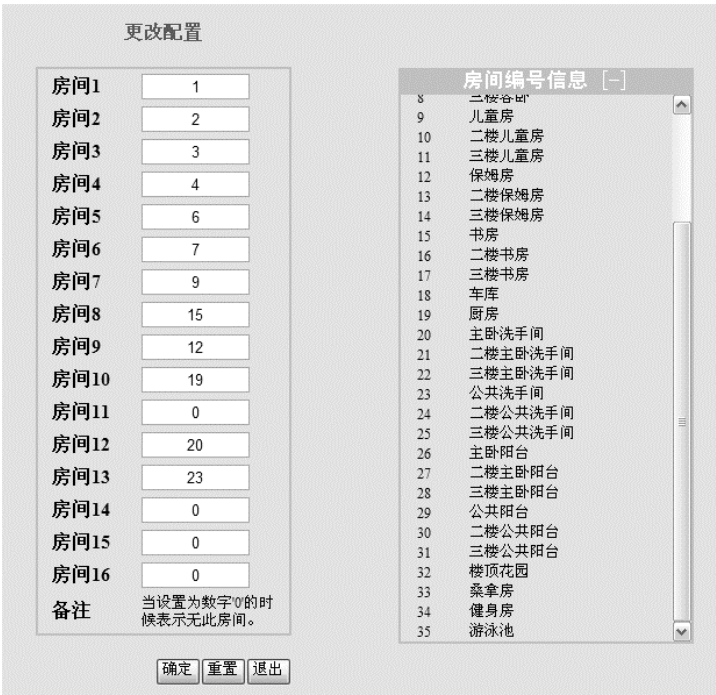 更改配置
房间1 1
房间2 2
房间3 3
房间4 4
房间5 6
房间6 7
房间7 9
房间8 15
房间9 12
房间10 19
房间11 0
房间12 20
房间13 23
房间14 0
房间15 0
房间16 0
备注 当设置为数字'0'的时
候表示无此房间。
确定 重置 退出
房间编号信息 [-]
8 三楼客卧
9 儿童房
10 二楼儿童房
11 三楼儿童房
12 保姆房
13 二楼保姆房
14 三楼保姆房
15 书房
16 二楼书房
17 三楼书房
18 车库
19 厨房
20 主卧洗手间
21 二楼主卧洗手间
22 三楼主卧洗手间
23 公共洗手间
24 二楼公共洗手间
25 三楼公共洗手间
26 主卧阳台
27 二楼主卧阳台
28 三楼主卧阳台
29 公共阳台
30 二楼公共阳台
31 三楼公共阳台
32 楼顶花园
33 桑拿房
34 健身房
35 游泳池